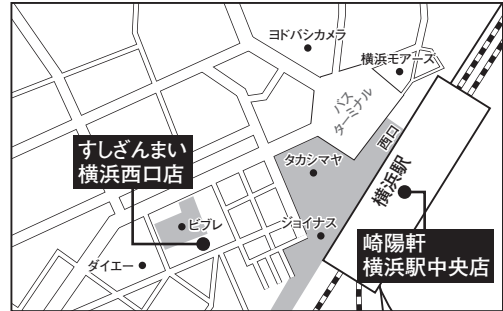 ヨドバシカメラ
横浜モアーズ
バス
ターミナル
西口
すしざんまい
横浜西口店
タカシマヤ
横浜駅
ビブレ
ジョイナス
崎陽軒
横浜駅中央店
ダイエー